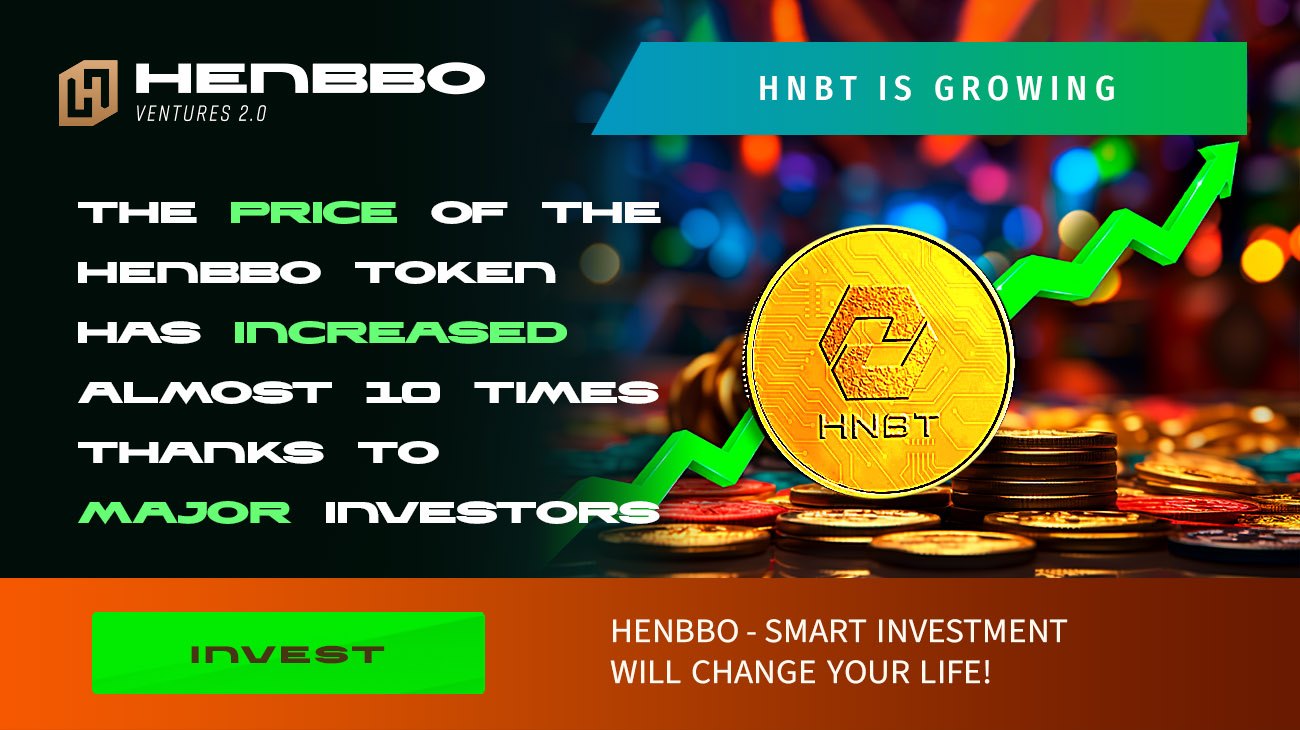 HENBBO
VENTURES 2.0
HNBT IS GROWING
THE PRICE OF THE
HENBBO TOKEN
HAS INCREASED
ALMOST 10 TIMES
THANKS TO
MAJOR INVESTORS
HNBT
INVEST
HENBBO - SMART INVESTMENT
WILL CHANGE YOUR LIFE!